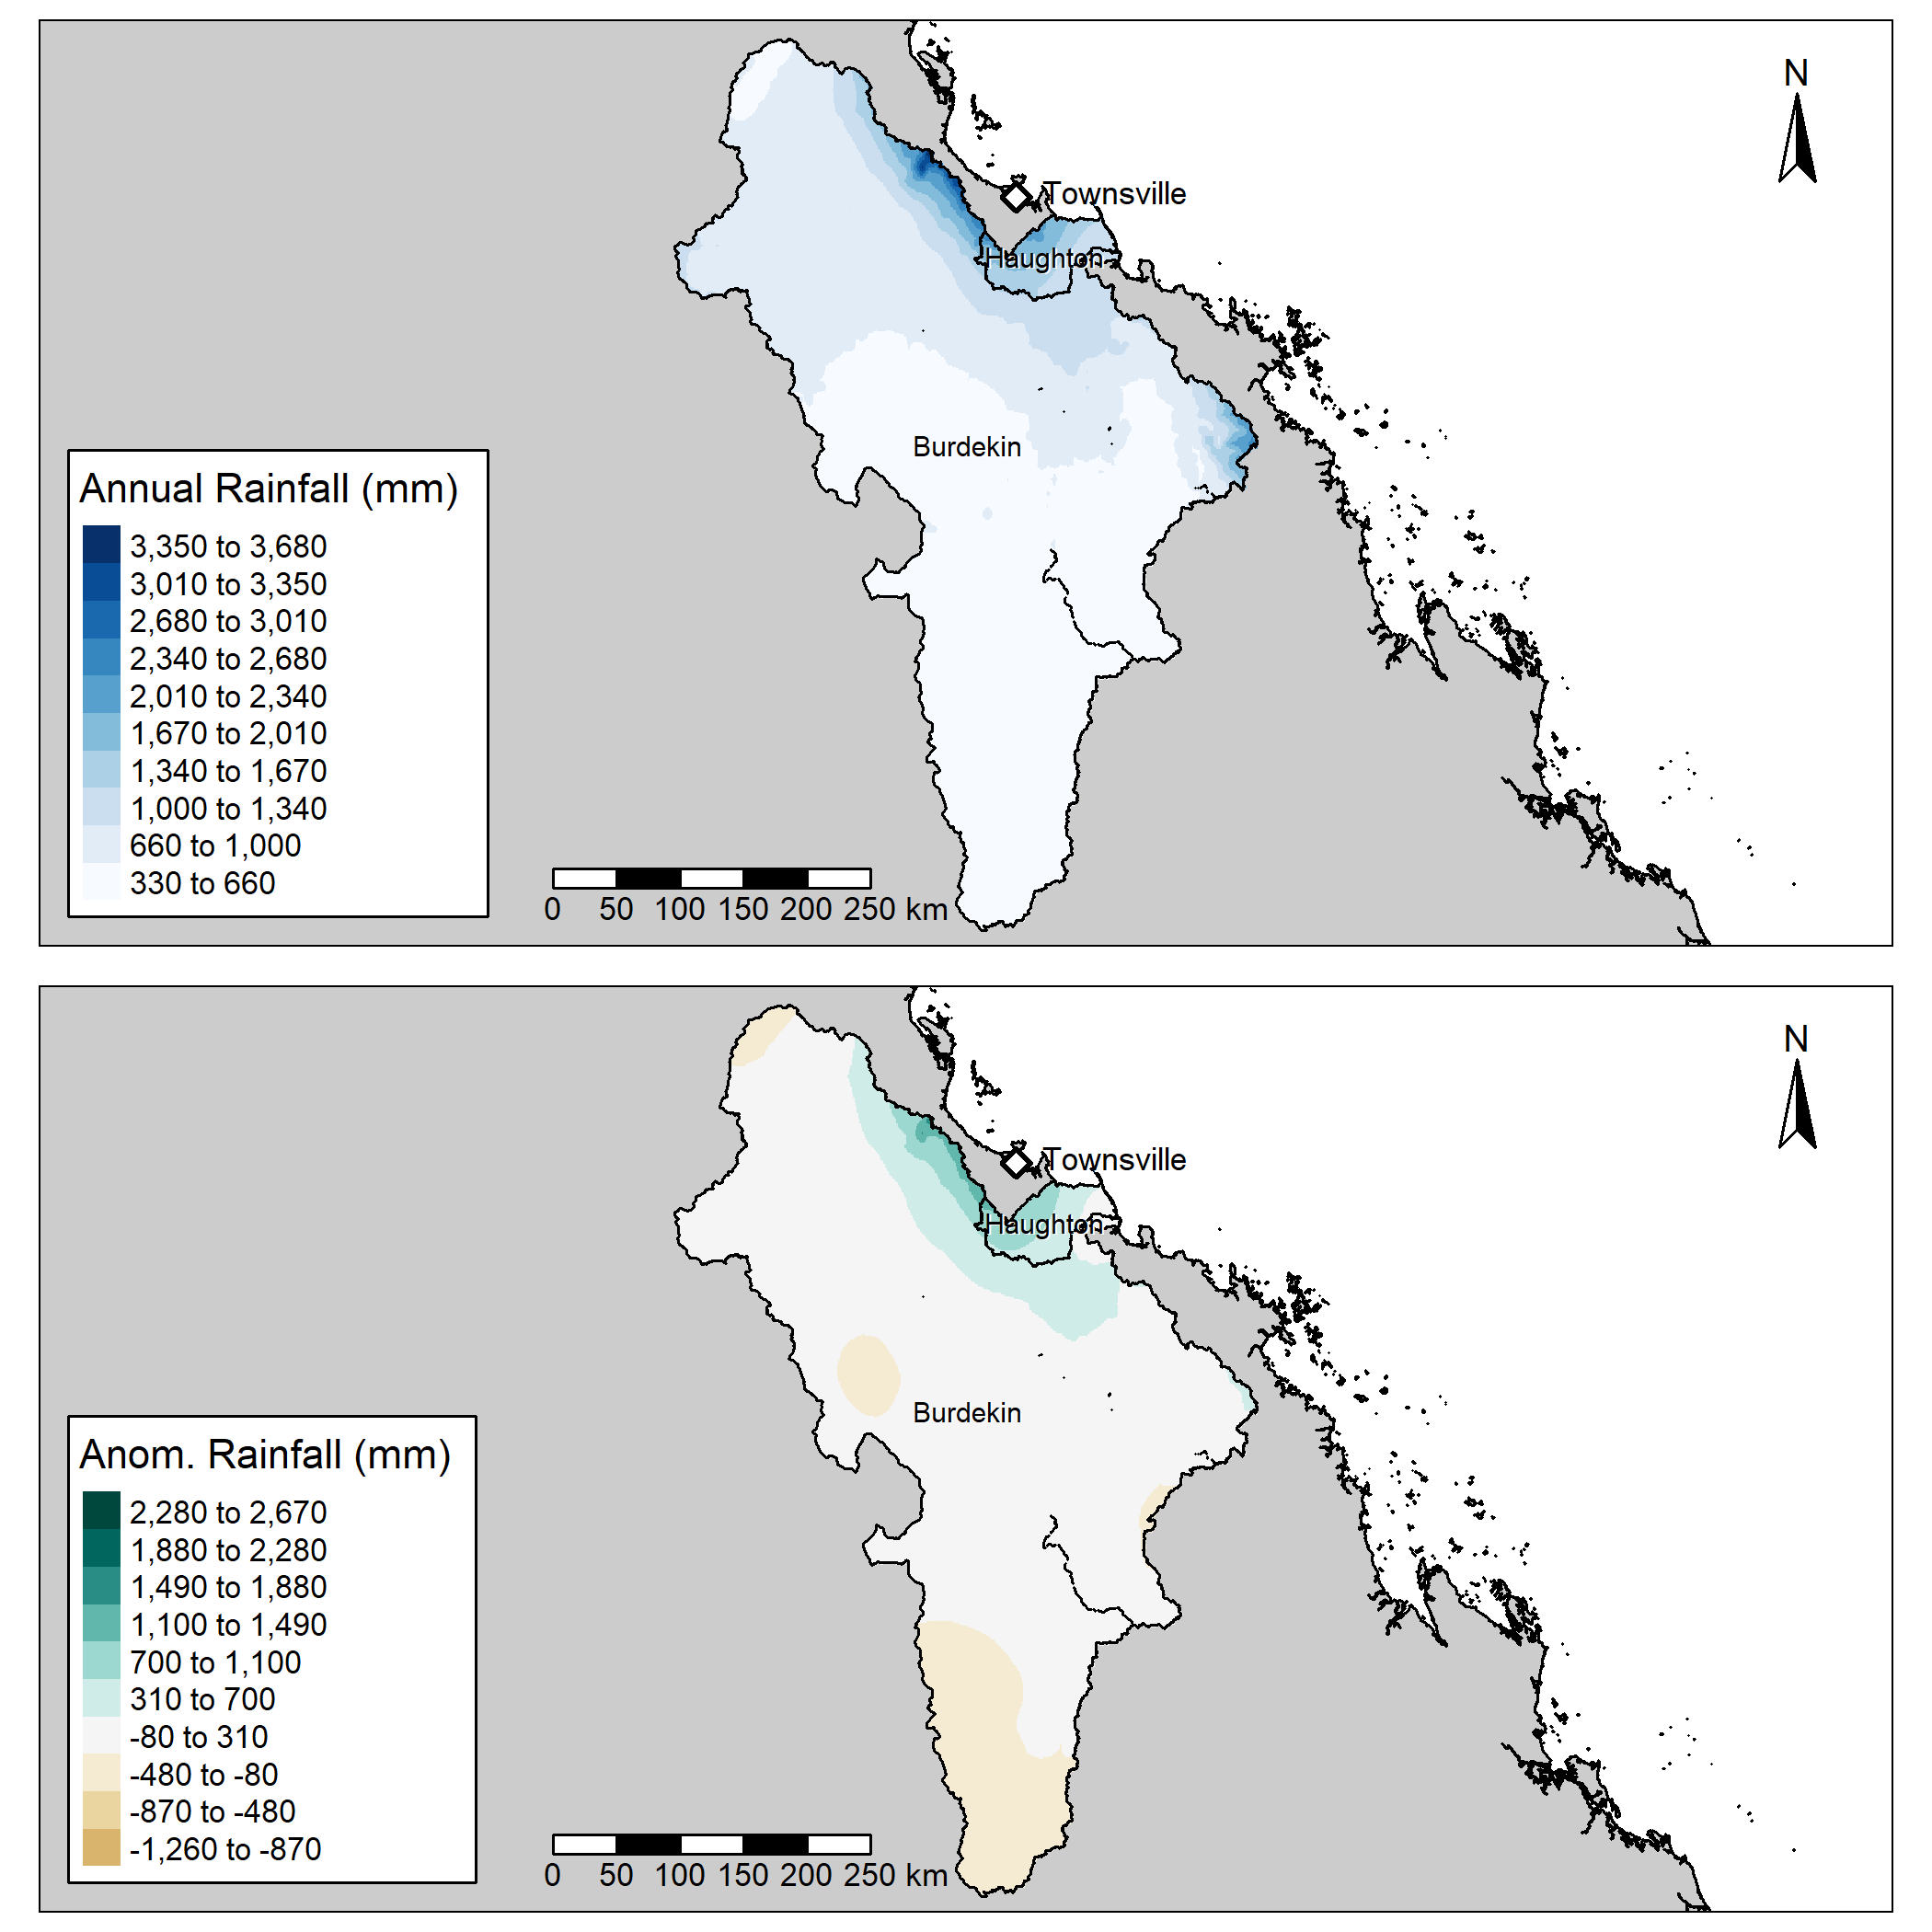 N
Townsville
Haughton
Burdekin
Annual Rainfall (mm)
3,350 to 3,680
3,010 to 3,350
2,680 to 3,010
2,340 to 2,680
2,010 to 2,340
1,670 to 2,010
1,340 to 1,670
1,000 to 1,340
660 to 1,000
330 to 660
0 50 100 150 200 250 km
N
Townsville
Haughton
Burdekin
Anom. Rainfall (mm)
2,280 to 2,670
1,880 to 2,280
1,490 to 1,880
1,100 to 1,490
700 to 1,100
310 to 700
-80 to 310
-480 to -80
-870 to -480
-1,260 to -870
0 50 100 150 200 250 km